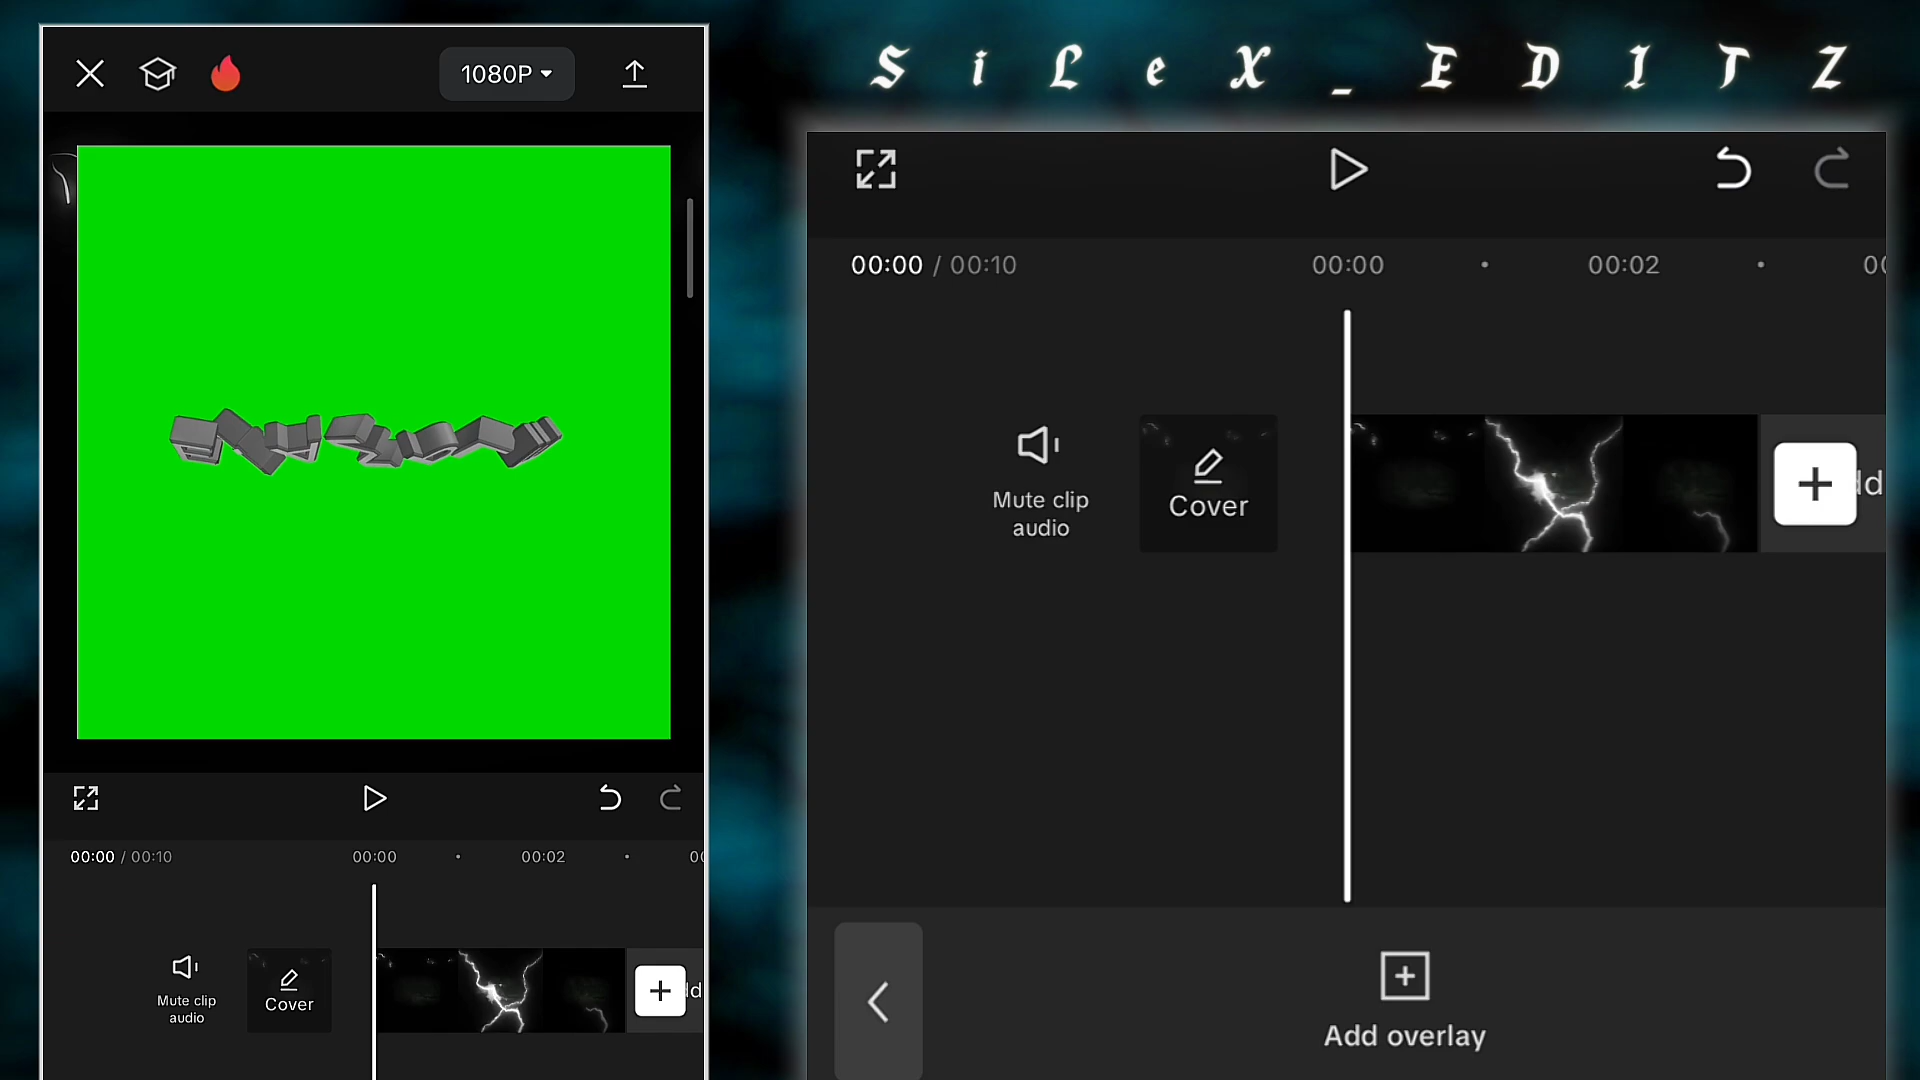 1080P
00:00 / 00:10
00:00
00:02
Mute clip
audio
Cover
SiLeX_EDITZ
00:00 / 00:10
00:00
00:02
Mute clip
audio
Cover
Add overlay